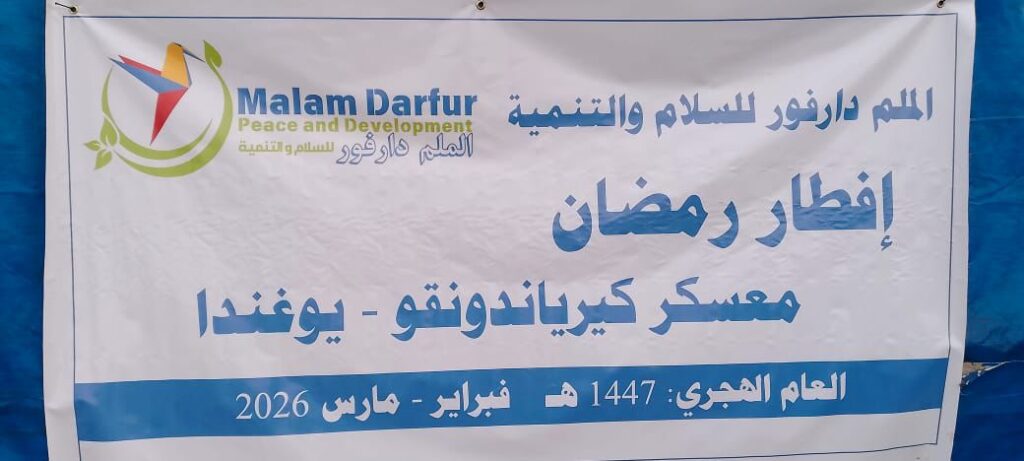 Malam Darfur
Peace and Development
الملم دارفور للسلام والتنمية
الملم دارفور للسلام والتنمية
إفطار رمضان
معسكر كيرياندونقو - يوغندا
العام الهجري: 1447 هـ فبراير - مارس 2026